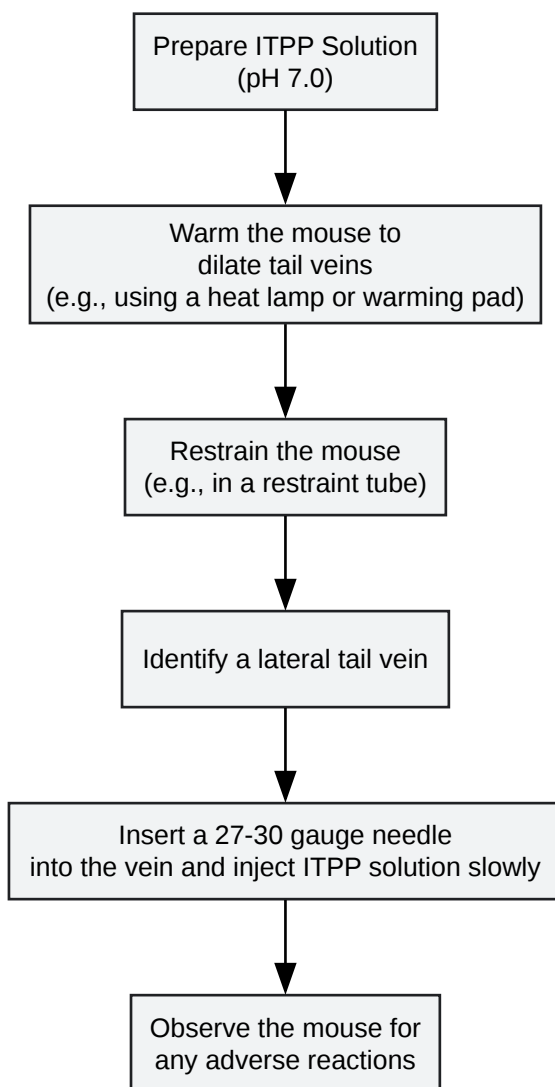 Prepare ITPP Solution
(pH 7.0)
Warm the mouse to
dilate tail veins
(e.g., using a heat lamp or warming pad)
Restrain the mouse
(e.g., in a restraint tube)
Identify a lateral tail vein
Insert a 27-30 gauge needle
into the vein and inject ITPP solution slowly
Observe the mouse for
any adverse reactions